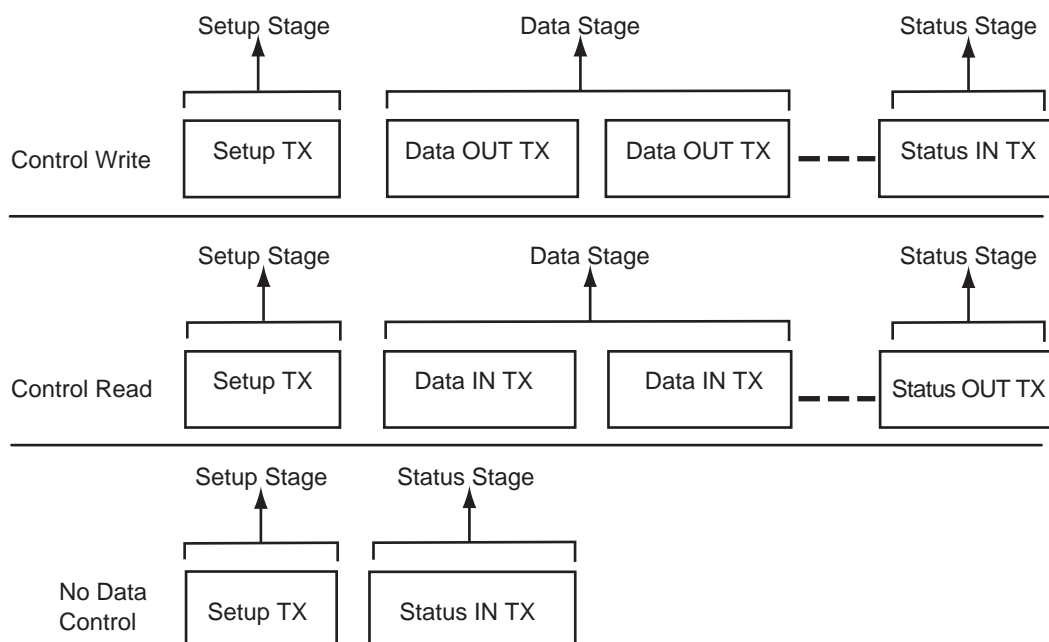 Setup Stage Data Stage Status Stage
Control Write Setup TX Data OUT TX Data OUT TX Status IN TX
Setup Stage Data Stage Status Stage
Control Read Setup TX Data IN TX Data IN TX Status OUT TX
Setup Stage Status Stage
No Data
Control Setup TX Status IN TX